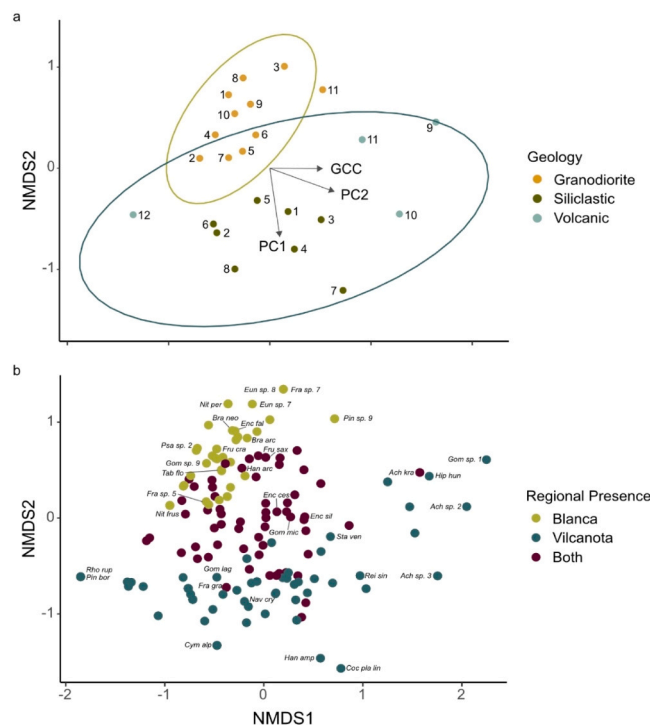 a
2
3
8
11
1
9
10
11
9
4
6
1
2
7
5
0
GCC
PC2
12
5
10
6
2
1
3
PC1
4
8
7
-1
NMDS2
Geology
Granodiorite
Siliclastic
Volcanic
b
Eun sp. 8
Fra sp. 7
Nit per
Eun sp. 7
Bra neo
Enc fal
Pin sp. 9
1
Psa sp. 2
Bra arc
Fru cra
Fru sax
Gom sp. 1
Gom sp. 9
Han arc
Tab flo
Ach kra
Hip hun
Fra sp. 5
Enc ces
Ach sp. 2
Nit frus
Enc sil
0
Gom mic
Sta ven
Gom lag
Rho rup
Pin bor
Rei sin
Ach sp. 3
Fra gra
Nav cry
-1
Cym alp
Han amp
Coc pla lin
NMDS2
-2
-1
0
1
2
NMDS1
Regional Presence
Blanca
Vilcanota
Both